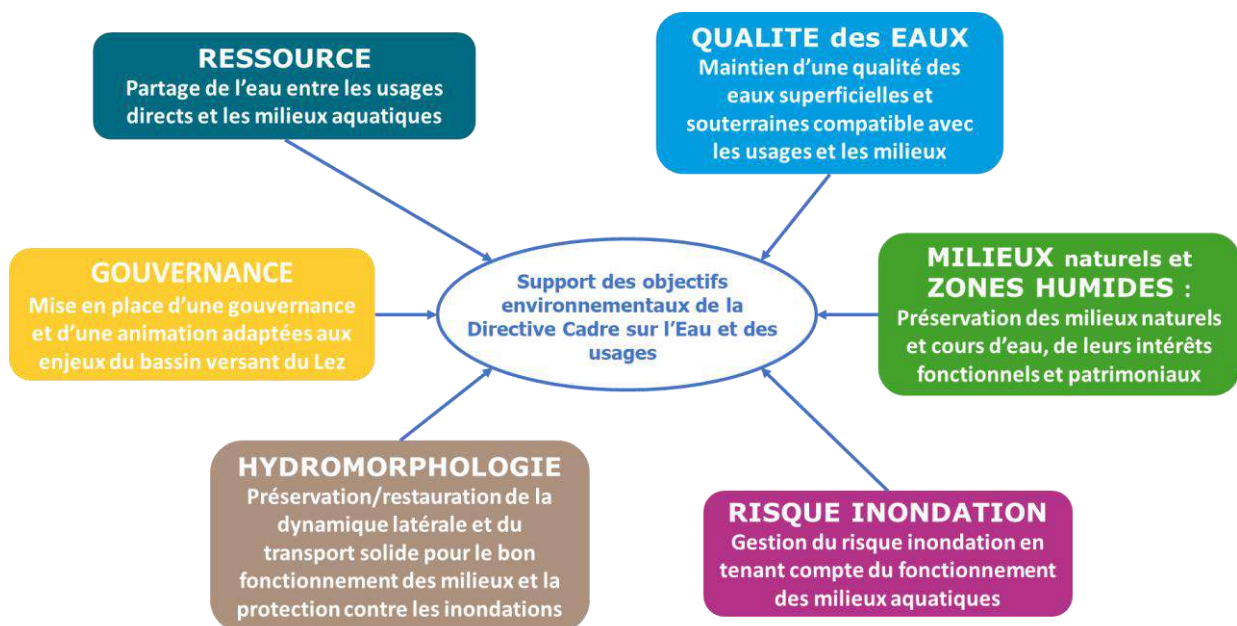 RESSOURCE
Partage de l’eau entre les usages
directs et les milieux aquatiques
QUALITE des EAUX
Maintien d’une qualité des
eaux superficielles et
souterraines compatible avec
les usages et les milieux
GOUVERNANCE
Mise en place d’une gouvernance
et d’une animation adaptées aux
enjeux du bassin versant du Lez
Support des objectifs
environnementaux de la
Directive Cadre sur l’Eau et des
usages
MILIEUX naturels et
ZONES HUMIDES :
Préservation des milieux naturels
et cours d’eau, de leurs intérêts
fonctionnels et patrimoniaux
HYDROMORPHOLOGIE
Préservation/restauration de la
dynamique latérale et du
transport solide pour le bon
fonctionnement des milieux et la
protection contre les inondations
RISQUE INONDATION
Gestion du risque inondation en
tenant compte du fonctionnement
des milieux aquatiques